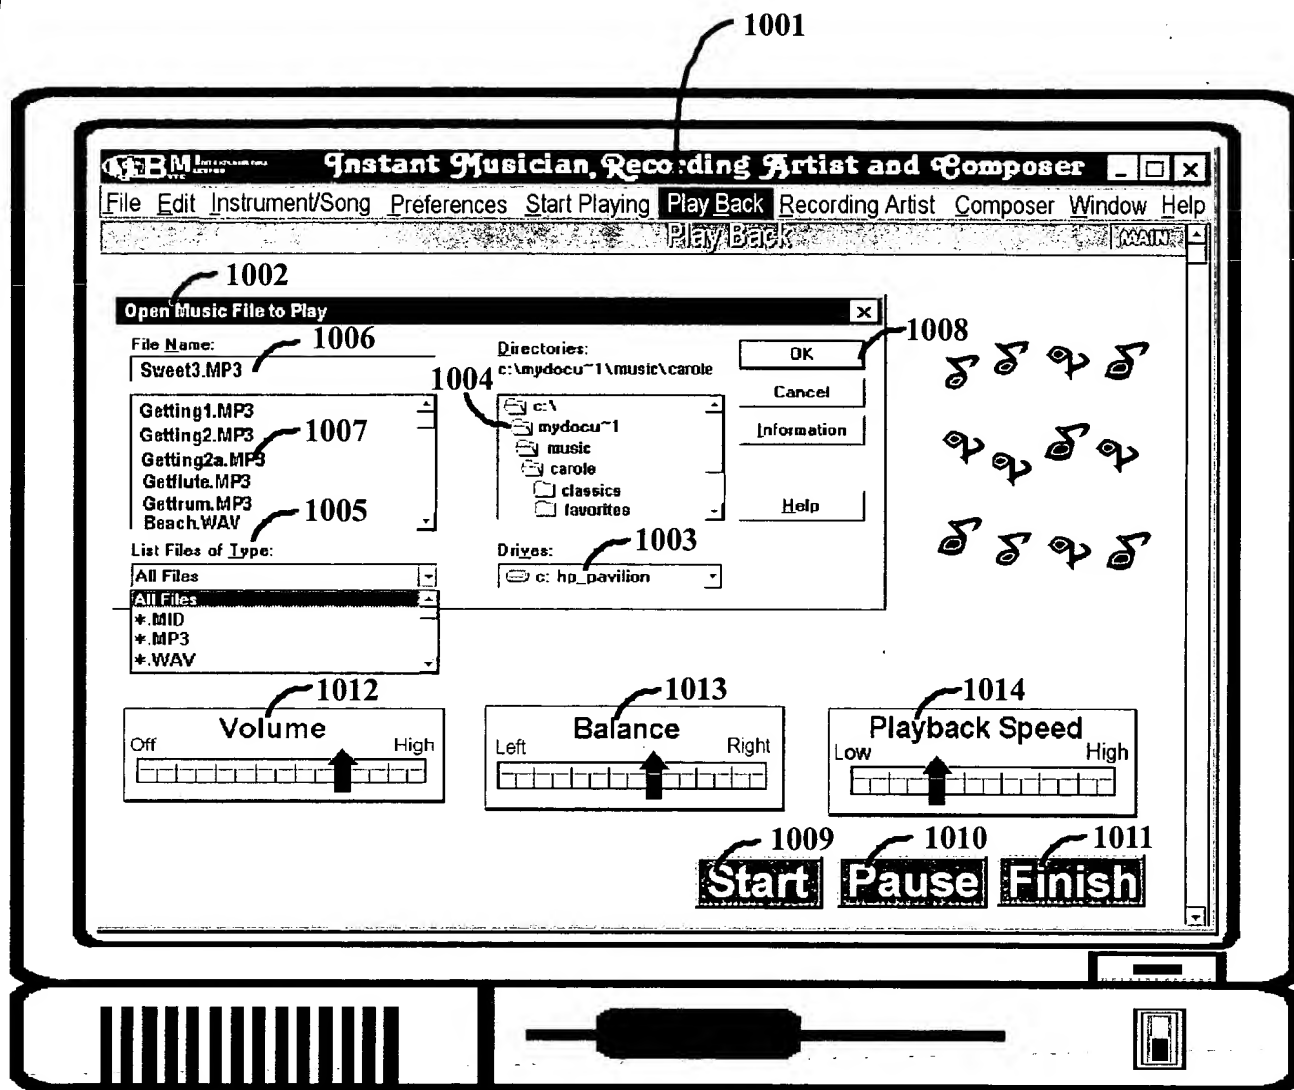 1001
GEBM
Instant Musician, Recording Artist and Composer
File Edit Instrument/Song Preferences Start Playing Play Back Recording Artist Composer Window Help
Play Back MAIN
1002
Open Music File to Play
File Name: 1006
Sweet3.MP3
Getting1.MP3
Getting2.MP3
1007
Getting2a.MP3
Getflute.MP3
Gettrum.MP3
Beach.WAV
1005
List Files of Type:
All Files
All Files
*.MID
*.MP3
*.WAV
Directories:
c:\mydocu~1\music\carole
1004
c:\
mydocu~1
music
carole
classics
favorites
1003
Drives:
c: hp_pavilion
OK
1008
Cancel
Information
Help
1012
Volume
Off High
1013
Balance
Left Right
1014
Playback Speed
Low High
1009 1010 1011
Start Pause Finish